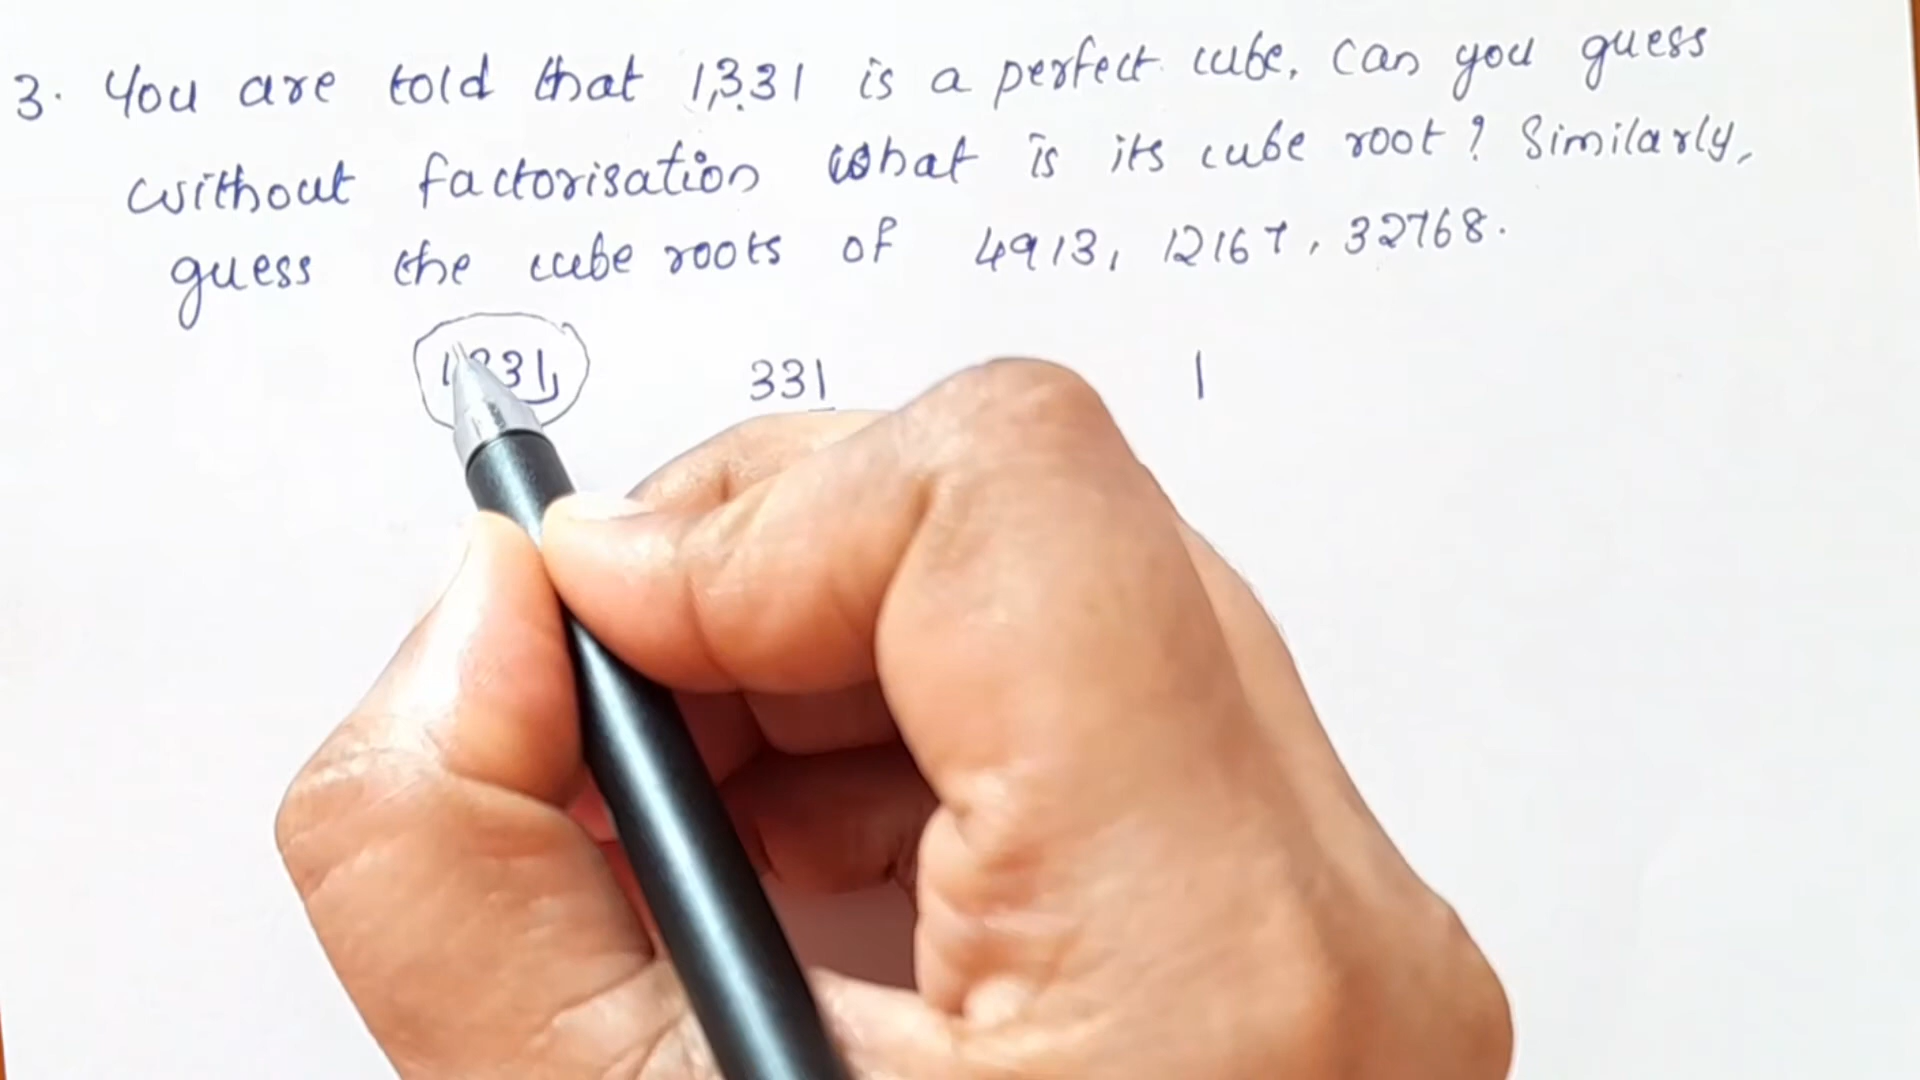 3. You are told that 1,331 is a perfect cube. Can you guess
without factorisation what is its cube root? Similarly,
guess the cube roots of 4913, 12167, 32768.
331 1